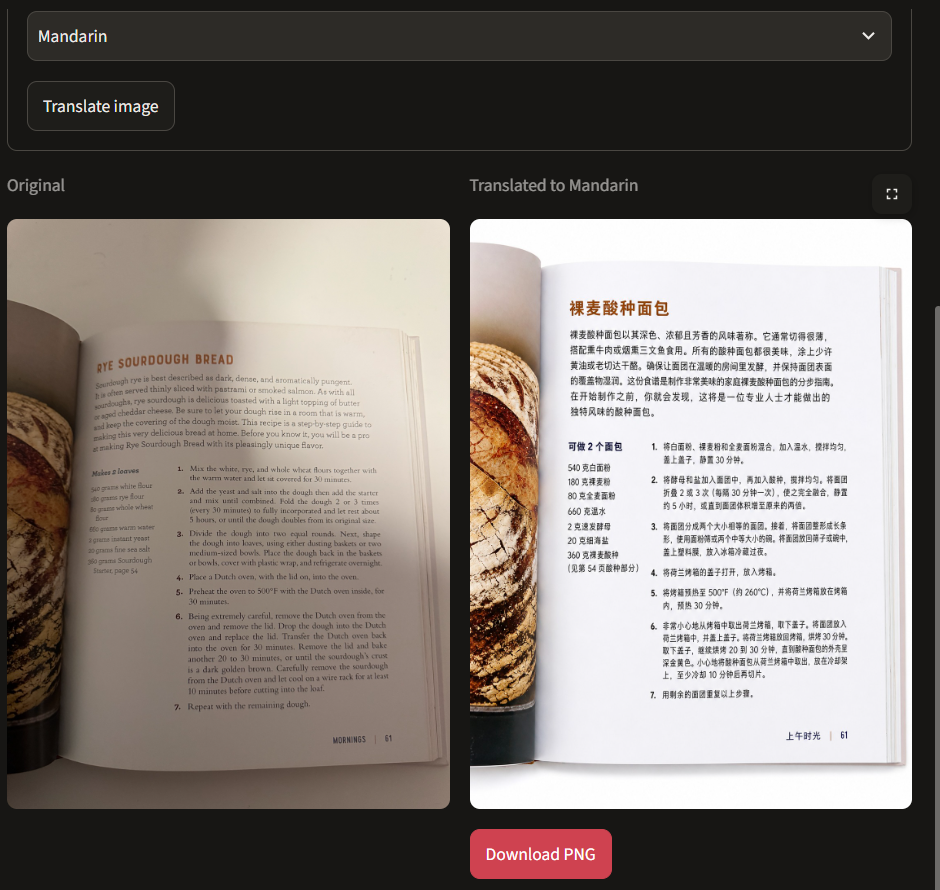 Mandarin
Translate image
Original
Translated to Mandarin
RYE SOURDOUGH BREAD
Sourdough rye is best described as dark, dense, and aromatically pungent.
It is often served thinly sliced with pastrami or smoked salmon. As with all
sourdoughs, rye sourdough is delicious toasted with a light topping of butter
or aged cheddar cheese. Be sure to let your dough rise in a room that is warm,
and keep the covering of the dough moist. This recipe is a step-by-step guide to
making this very delicious bread at home. Before you know it, you will be a pro
at making Rye Sourdough Bread with its pleasingly unique flavor.
Makes 2 loaves
540 grams white flour
180 grams rye flour
80 grams whole wheat
flour
660 grams warm water
2 grams instant yeast
20 grams fine sea salt
360 grams Sourdough
Starter, page 54
1. Mix the white, rye, and whole wheat flours together with
the warm water and let sit covered for 30 minutes.
2. Add the yeast and salt into the dough then add the starter
and mix until combined. Fold the dough 2 or 3 times
(every 30 minutes) to fully incorporated and let rest about
5 hours, or until the dough doubles from its original size.
3. Divide the dough into two equal rounds. Next, shape
the dough into loaves, using either dusting baskets or two
medium-sized bowls. Place the dough back in the baskets
or bowls, cover with plastic wrap, and refrigerate overnight.
4. Place a Dutch oven, with the lid on, into the oven.
5. Preheat the oven to 500°F with the Dutch oven inside, for
30 minutes.
6. Being extremely careful, remove the Dutch oven from the
oven and remove the lid. Drop the dough into the Dutch
oven and replace the lid. Transfer the Dutch oven back
into the oven for 30 minutes. Remove the lid and bake
another 20 to 30 minutes, or until the sourdough's crust
is a dark golden brown. Carefully remove the sourdough
from the Dutch oven and let cool on a wire rack for at least
10 minutes before cutting into the loaf.
7. Repeat with the remaining dough.
MORNINGS | 61
裸麦酸种面包
裸麦酸种面包以其深色、浓郁且芳香的风味著称。它通常切得很薄，
搭配熏牛肉或烟熏三文鱼食用。所有的酸种面包都很美味，涂上少许
黄油或老切达干酪。确保让面团在温暖的房间里发酵，并保持面团表面
的覆盖物湿润。这份食谱是制作非常美味的家庭裸麦酸种面包的分步指南。
在开始制作之前，你就会发现，这将是一位专业人士才能做出的
独特风味的酸种面包。
可做 2 个面包
540 克白面粉
180 克裸麦粉
80 克全麦面粉
660 克温水
2 克速发酵母
20 克细海盐
360 克裸麦酸种
(见第 54 页酸种部分)
1. 将白面粉、裸麦粉和全麦面粉混合，加入温水，搅拌均匀，
盖上盖子，静置 30 分钟。
2. 将酵母和盐加入面团中，再加入酸种，搅拌均匀。将面团
折叠 2 或 3 次（每隔 30 分钟一次），使之完全融合，静置
约 5 小时，或直到面团体积增至原来的两倍。
3. 将面团分成两个大小相等的面团。接着，将面团整形成长条
形，使用面粉筛或两个中等大小的碗。将面团放回筛子或碗中，
盖上塑料膜，放入冰箱冷藏过夜。
4. 将荷兰烤箱的盖子打开，放入烤箱。
5. 将烤箱预热至 500°F（约 260°C），并将荷兰烤箱放在烤箱
内，预热 30 分钟。
6. 非常小心地从烤箱中取出荷兰烤箱，取下盖子。将面团放入
荷兰烤箱中，并盖上盖子。将荷兰烤箱放回烤箱，烘烤 30 分钟。
取下盖子，继续烘烤 20 到 30 分钟，直到酸种面包的外壳呈
深金黄色。小心地将酸种面包从荷兰烤箱中取出，放在冷却架
上，至少冷却 10 分钟后再切片。
7. 用剩余的面团重复以上步骤。
上午时光 | 61
Download PNG